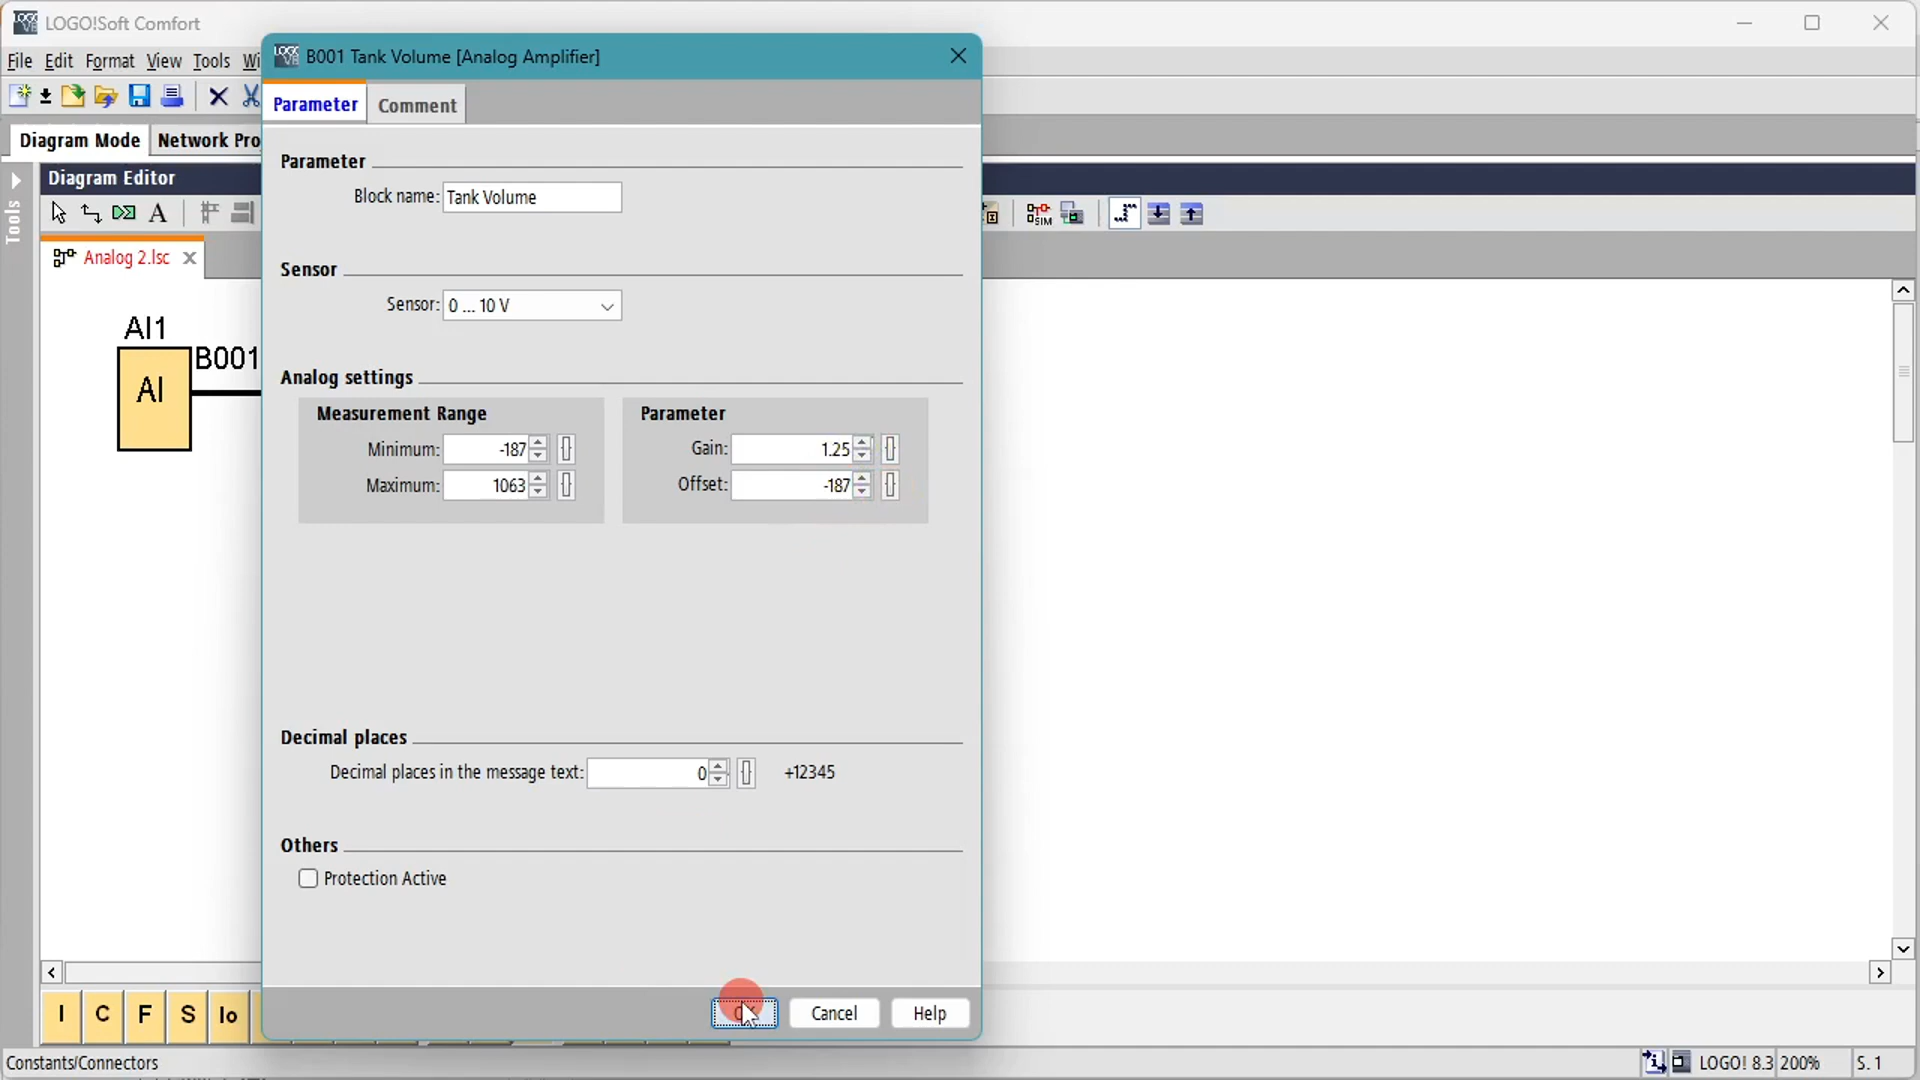 LOGO!Soft Comfort
B001 Tank Volume [Analog Amplifier]
File Edit Format View Tools Wi
Parameter Comment
Diagram Mode Network Pro
Parameter
Diagram Editor
Block name: Tank Volume
Tools
Analog 2.lsc
Sensor
Sensor: 0 ... 10 V
AI1
B001
AI
Analog settings
Measurement Range Parameter
Minimum: -187 Gain: 1.25
Maximum: 1063 Offset: -187
Decimal places
Decimal places in the message text: 0 +12345
Others
Protection Active
I C F S Io
Cancel Help
Constants/Connectors LOGO! 8.3 200% S. 1